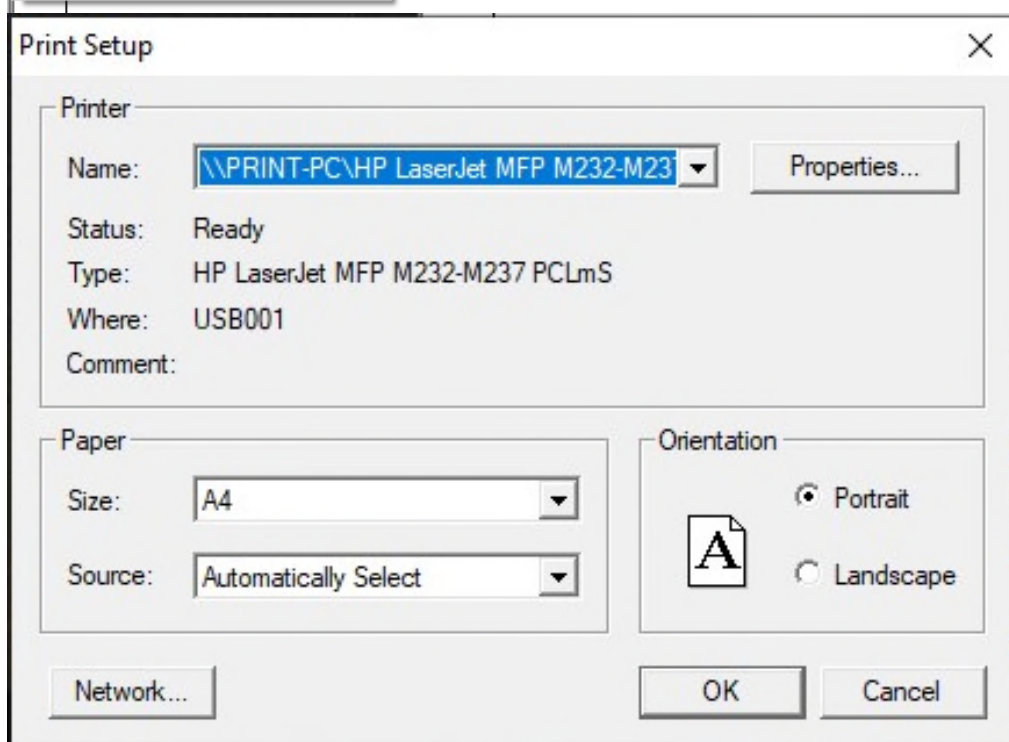 Print Setup
Printer
Name: \\PRINT-PC\HP LaserJet MFP M232-M237 Properties...
Status: Ready
Type: HP LaserJet MFP M232-M237 PCLmS
Where: USB001
Comment:
Paper
Size: A4
Source: Automatically Select
Orientation
A
Portrait
Landscape
Network... OK Cancel